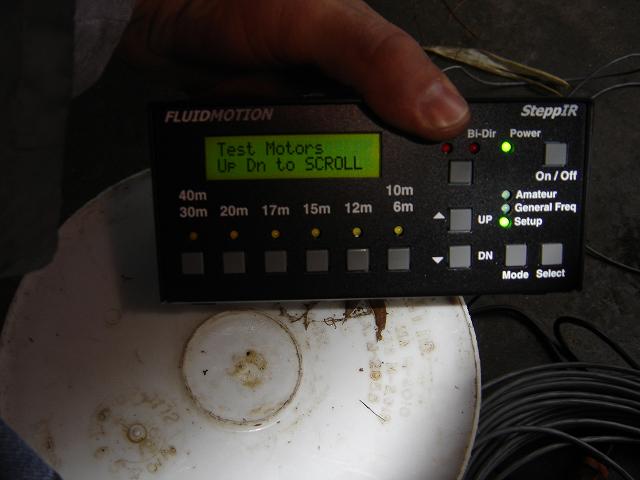 FLUIDMOTION
SteppIR
Test Motors
Up Dn to SCROLL
Bi-Dir
Power
On / Off
40m
30m
20m
17m
15m
12m
10m
6m
UP
DN
Amateur
General Freq
Setup
Mode
Select